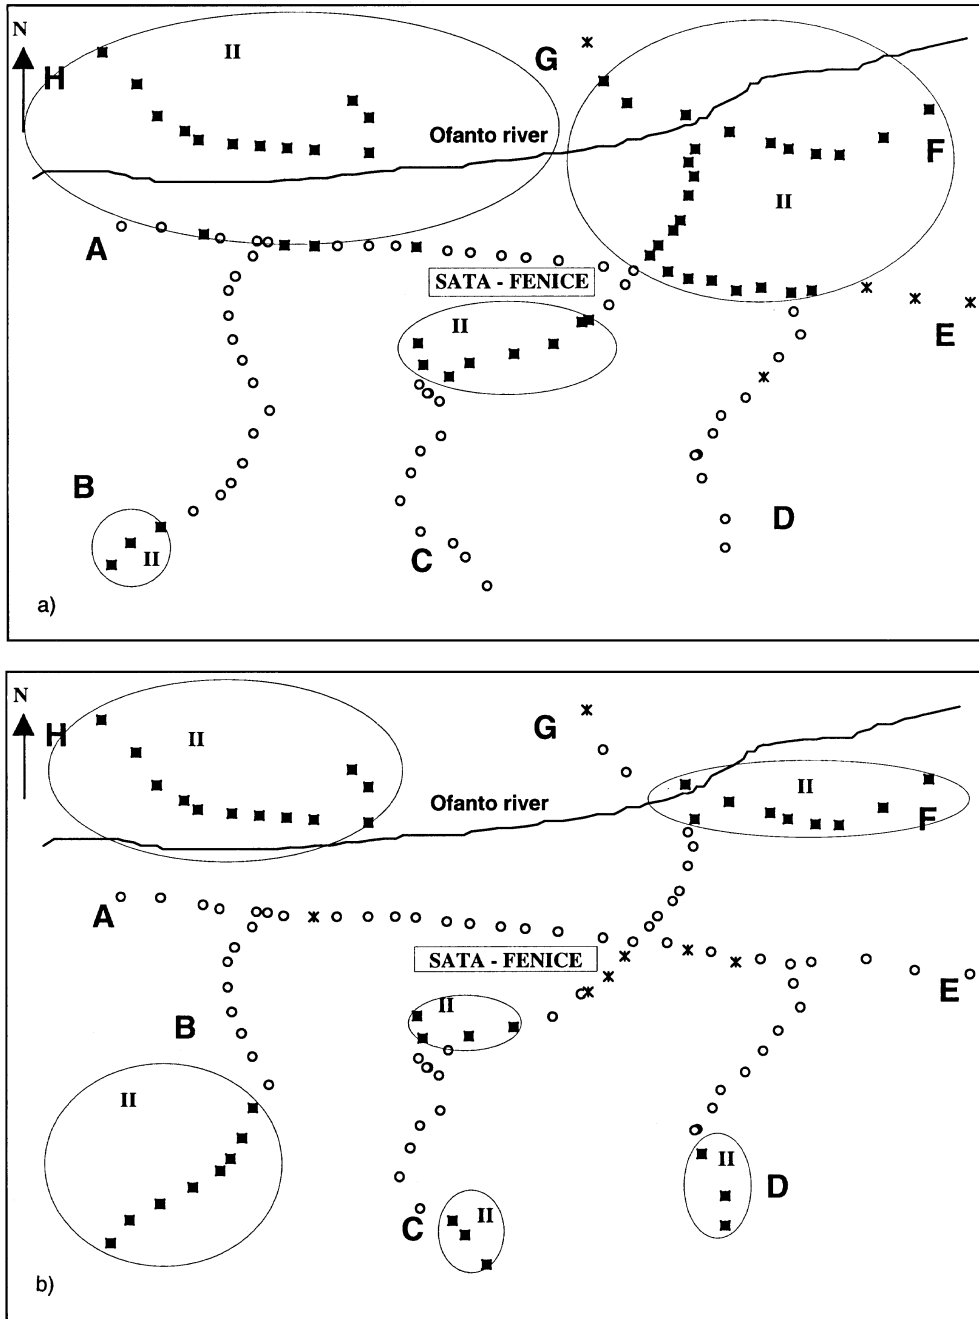 N
H
II
G
Ofanto river
F
II
A
SATA - FENICE
II
E
B
II
D
C
a)
N
H
II
G
II
Ofanto river
F
A
SATA - FENICE
E
II
B
II
II
D
II
C
b)